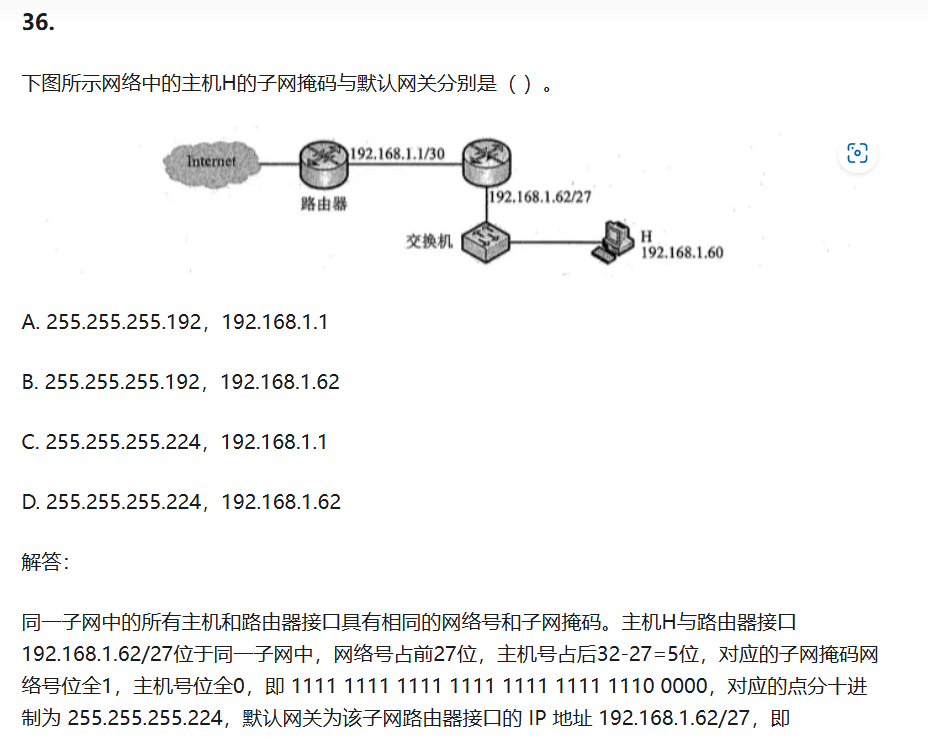 36.
下图所示网络中的主机H的子网掩码与默认网关分别是（ ）。
Internet
192.168.1.1/30
路由器
192.168.1.62/27
交换机
H
192.168.1.60
A. 255.255.255.192，192.168.1.1
B. 255.255.255.192，192.168.1.62
C. 255.255.255.224，192.168.1.1
D. 255.255.255.224，192.168.1.62
解答：
同一子网中的所有主机和路由器接口具有相同的网络号和子网掩码。主机H与路由器接口
192.168.1.62/27位于同一子网中，网络号占前27位，主机号占后32-27=5位，对应的子网掩码网
络号位全1，主机号位全0，即 1111 1111 1111 1111 1111 1111 1110 0000，对应的点分十进
制为 255.255.255.224，默认网关为该子网路由器接口的 IP 地址 192.168.1.62/27，即